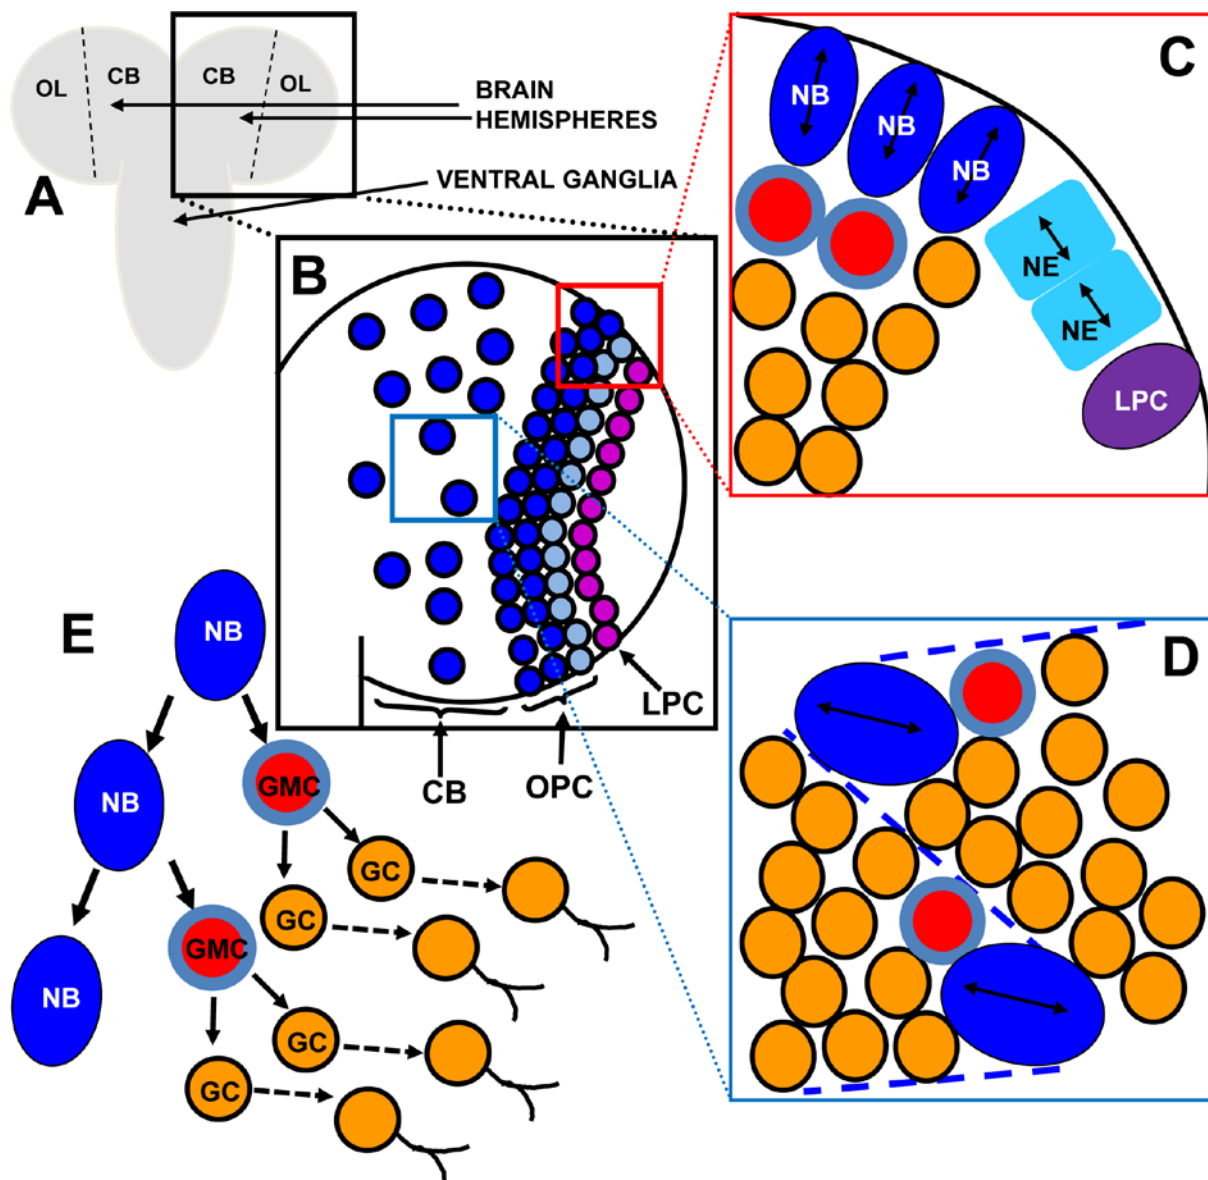 A
OL
CB
CB
OL
BRAIN
HEMISPHERES
VENTRAL GANGLIA
B
CB
OPC
LPC
C
NB
NB
NB
NE
NE
LPC
D
E
NB
NB
GMC
GC
GC
NB
GMC
GC
GC